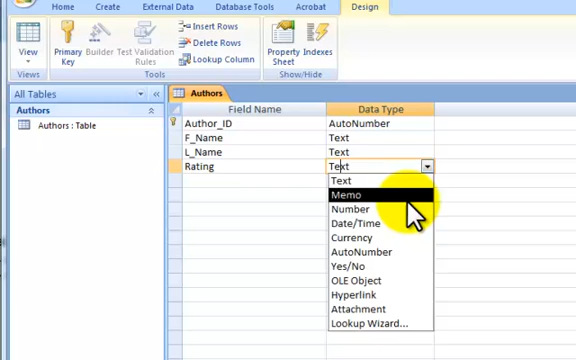 Home Create External Data Database Tools Acrobat Design
View
Primary Key
Builder
Test Validation Rules
Insert Rows
Delete Rows
Lookup Column
Property Sheet
Indexes
Views Tools Show/Hide
All Tables
Authors
Authors : Table
Authors
Field Name Data Type
Author_ID AutoNumber
F_Name Text
L_Name Text
Rating Text
Text
Memo
Number
Date/Time
Currency
AutoNumber
Yes/No
OLE Object
Hyperlink
Attachment
Lookup Wizard...